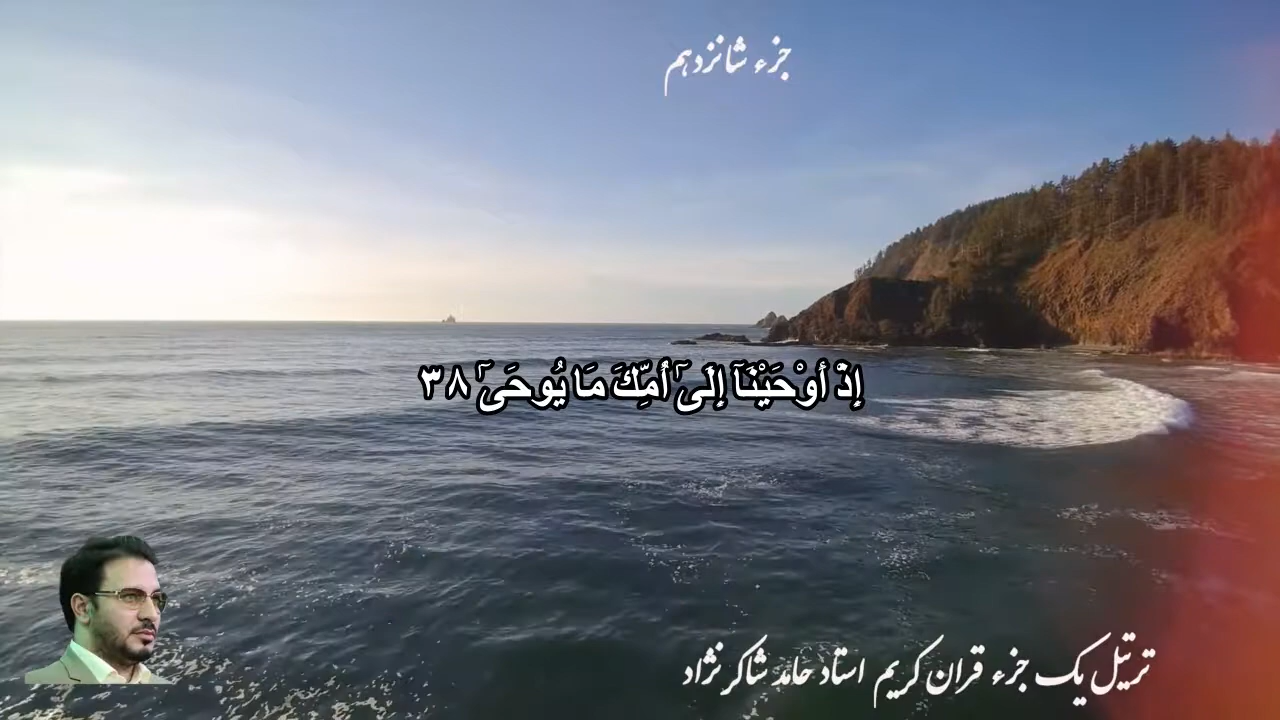 جزء شانزدهم
إِذْ أَوْحَيْنَآ إِلَىٰٓ أُمِّكَ مَا يُوحَىٰٓ ٣٨
ترتیل یک جزء قران کریم استاد حامد شاکرنژاد